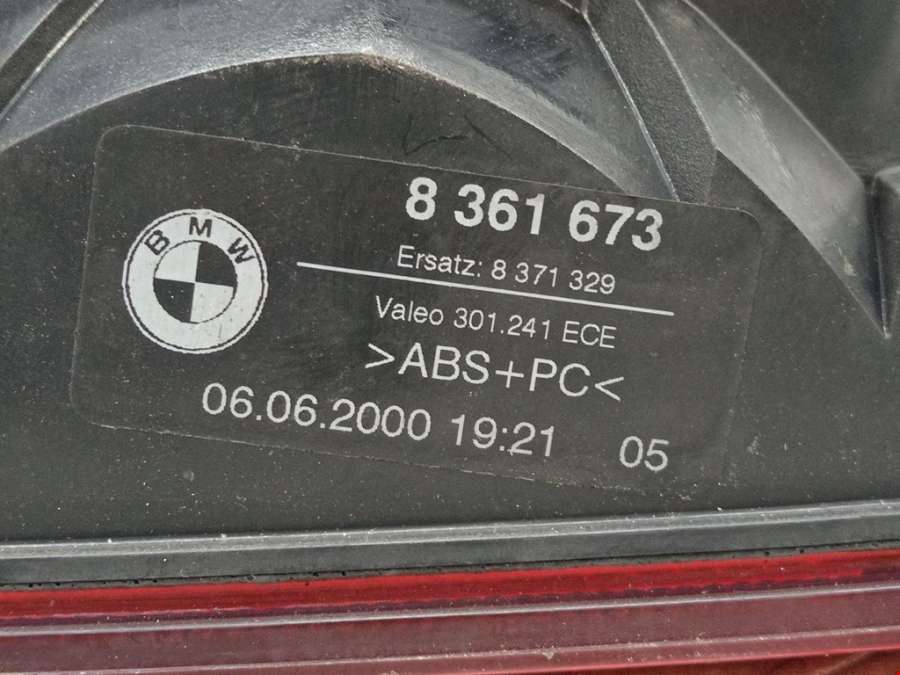 BMW
8 361 673
Ersatz: 8 371 329
Valeo 301.241 ECE
>ABS+PC<
06.06.2000 19:21 05